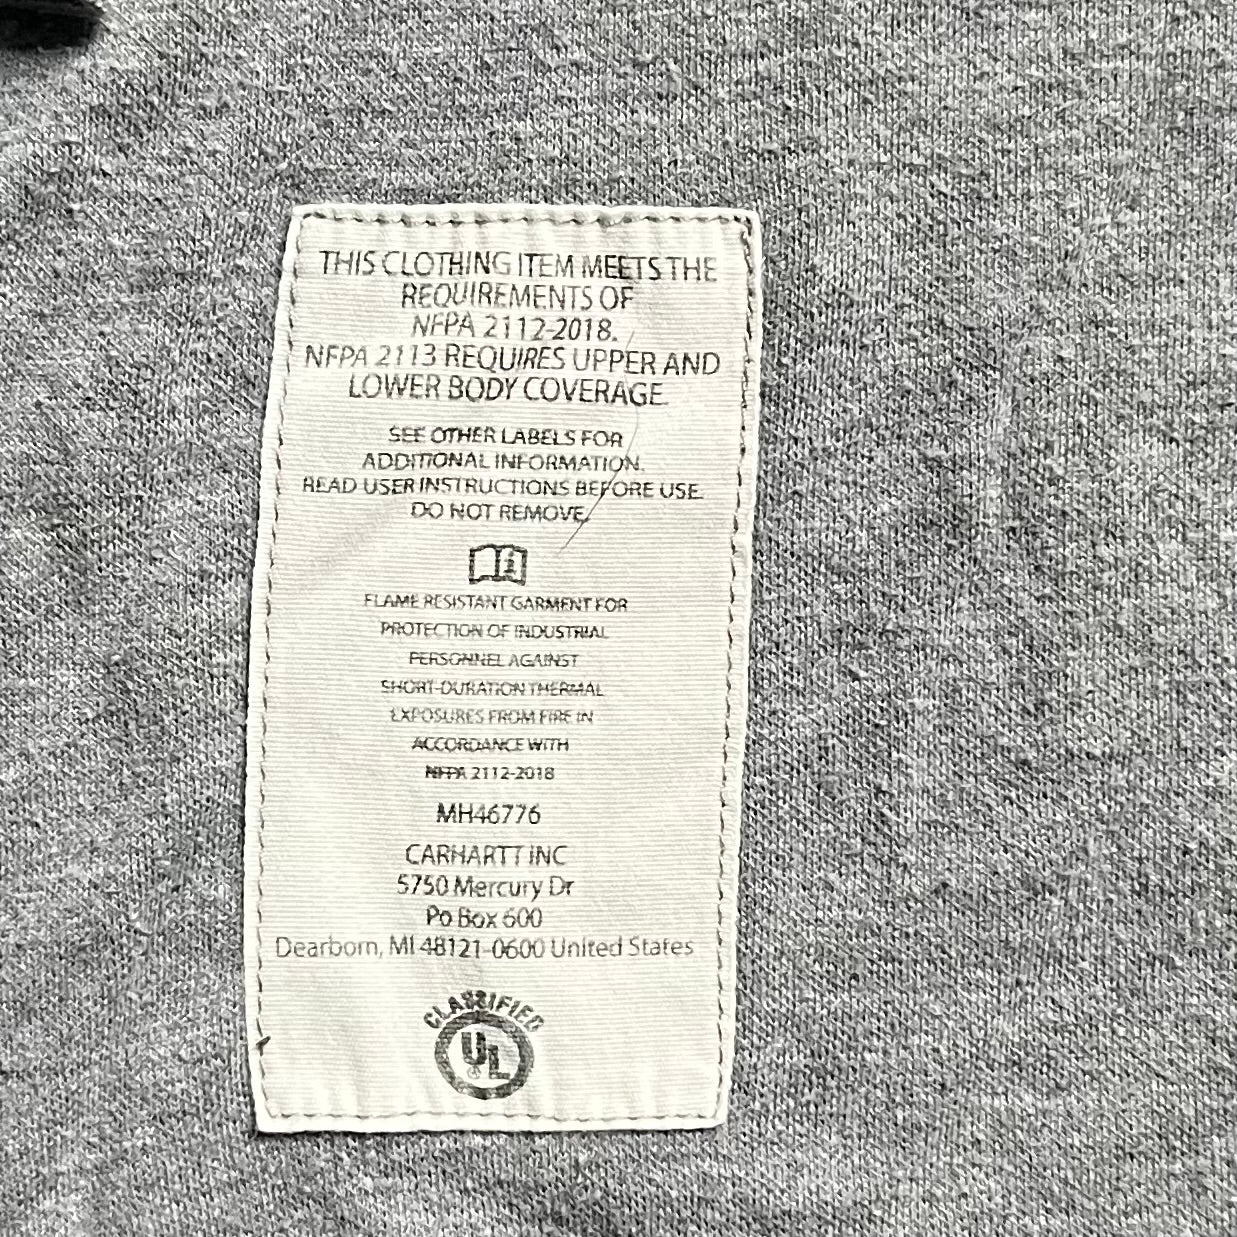 THIS CLOTHING ITEM MEETS THE
REQUIREMENTS OF
NFPA 2112-2018.
NFPA 2113 REQUIRES UPPER AND
LOWER BODY COVERAGE.
SEE OTHER LABELS FOR
ADDITIONAL INFORMATION.
READ USER INSTRUCTIONS BEFORE USE.
DO NOT REMOVE.
FLAME RESISTANT GARMENT FOR
PROTECTION OF INDUSTRIAL
PERSONNEL AGAINST
SHORT-DURATION THERMAL
EXPOSURES FROM FIRE IN
ACCORDANCE WITH
NFPA 2112-2018
MH46776
CARHARTT INC
5750 Mercury Dr
Po Box 600
Dearborn, MI 48121-0600 United States
CLASSIFIED
UL